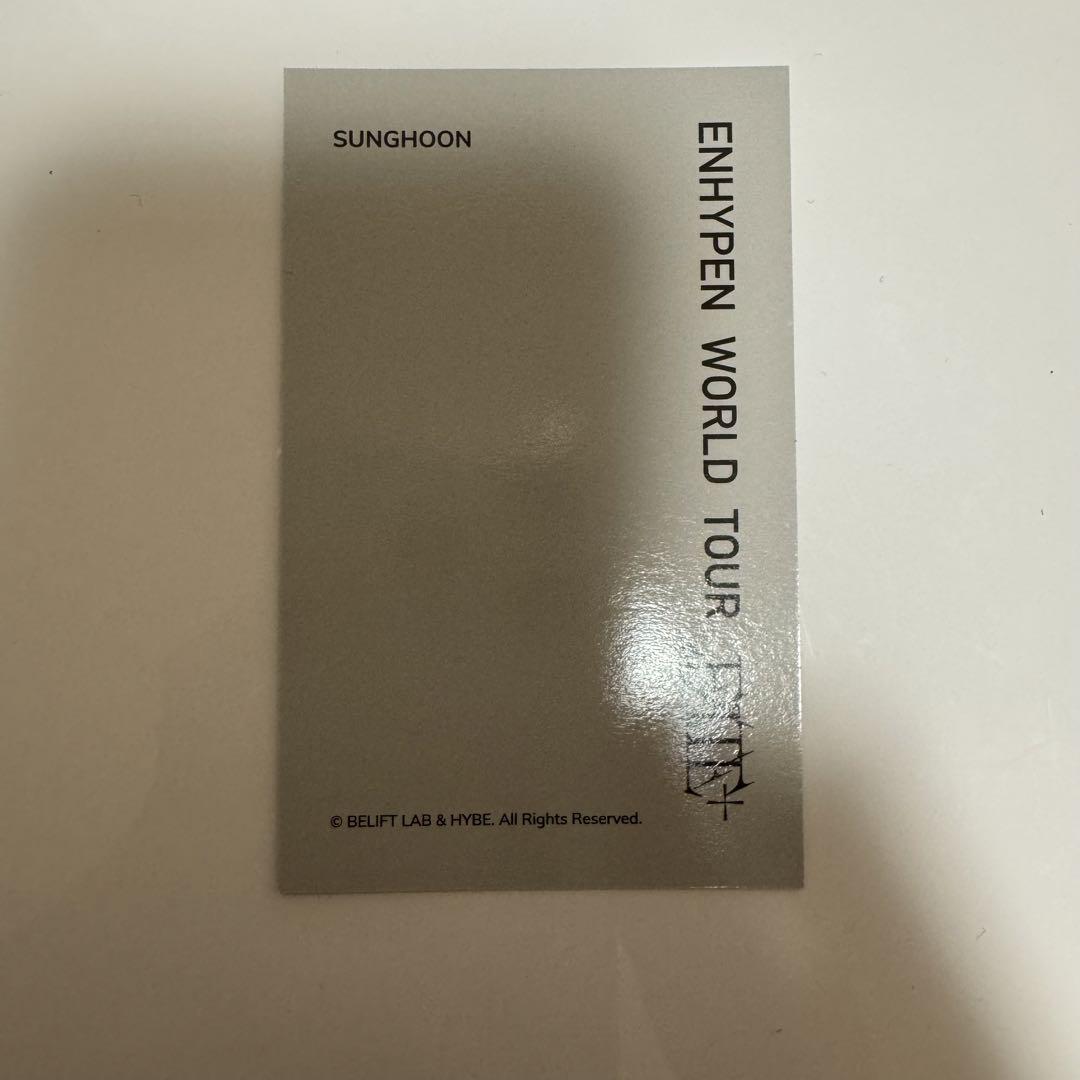 SUNGHOON
ENHYPEN WORLD TOUR
© BELIFT LAB & HYBE. All Rights Reserved.